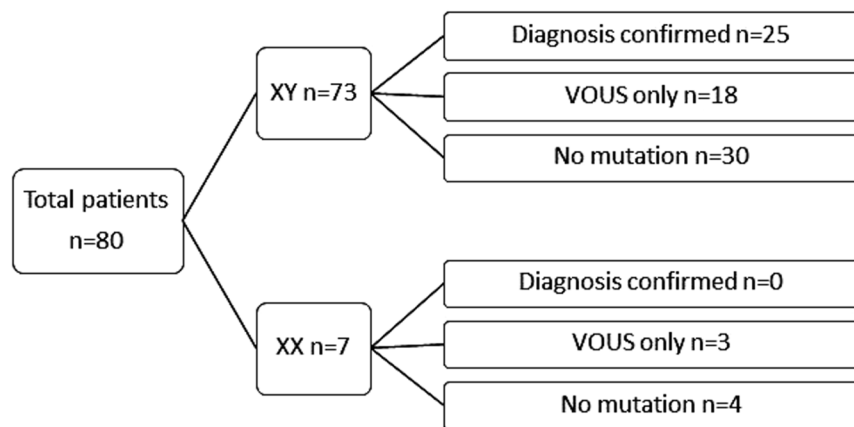 Total patients
n=80
XY n=73
Diagnosis confirmed n=25
VOUS only n=18
No mutation n=30
XX n=7
Diagnosis confirmed n=0
VOUS only n=3
No mutation n=4